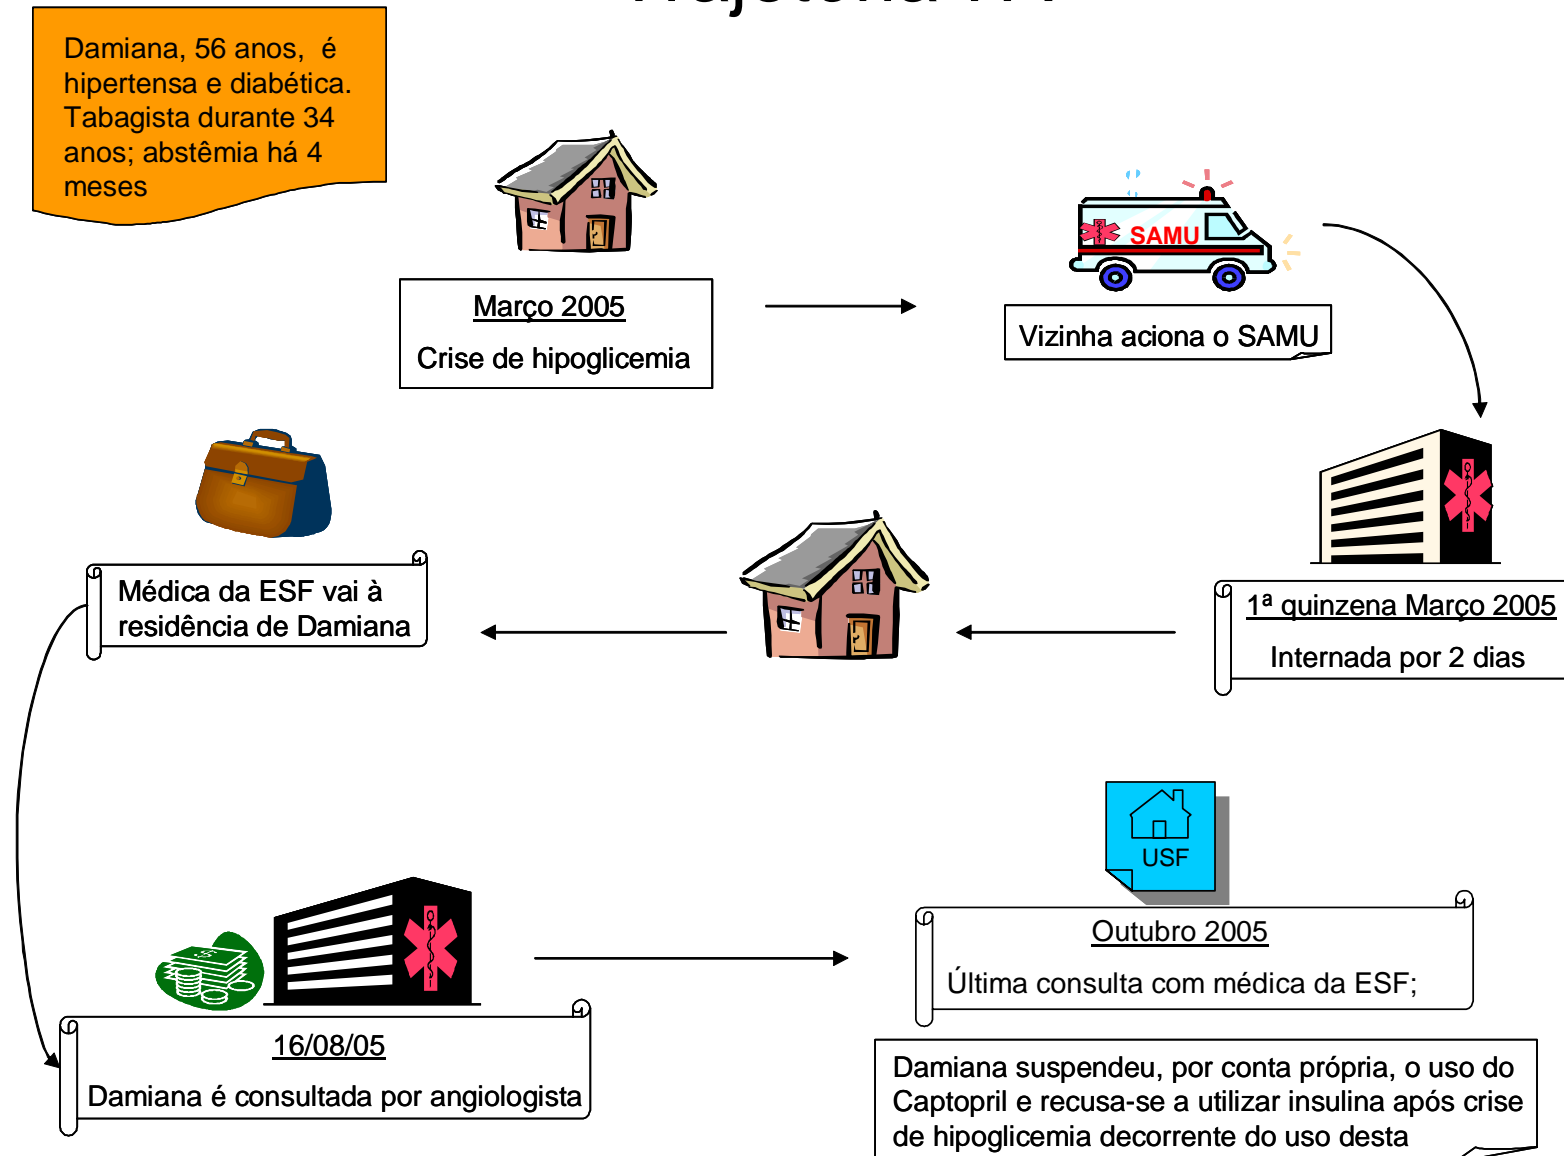 Damiana, 56 anos, é
hipertensa e diabética.
Tabagista durante 34
anos; abstêmia há 4
meses
SAMU
Março 2005
Crise de hipoglicemia
Vizinha aciona o SAMU
Médica da ESF vai à
residência de Damiana
1ª quinzena Março 2005
Internada por 2 dias
USF
16/08/05
Damiana é consultada por angiologista
Outubro 2005
Última consulta com médica da ESF;
Damiana suspendeu, por conta própria, o uso do
Captopril e recusa-se a utilizar insulina após crise
de hipoglicemia decorrente do uso desta